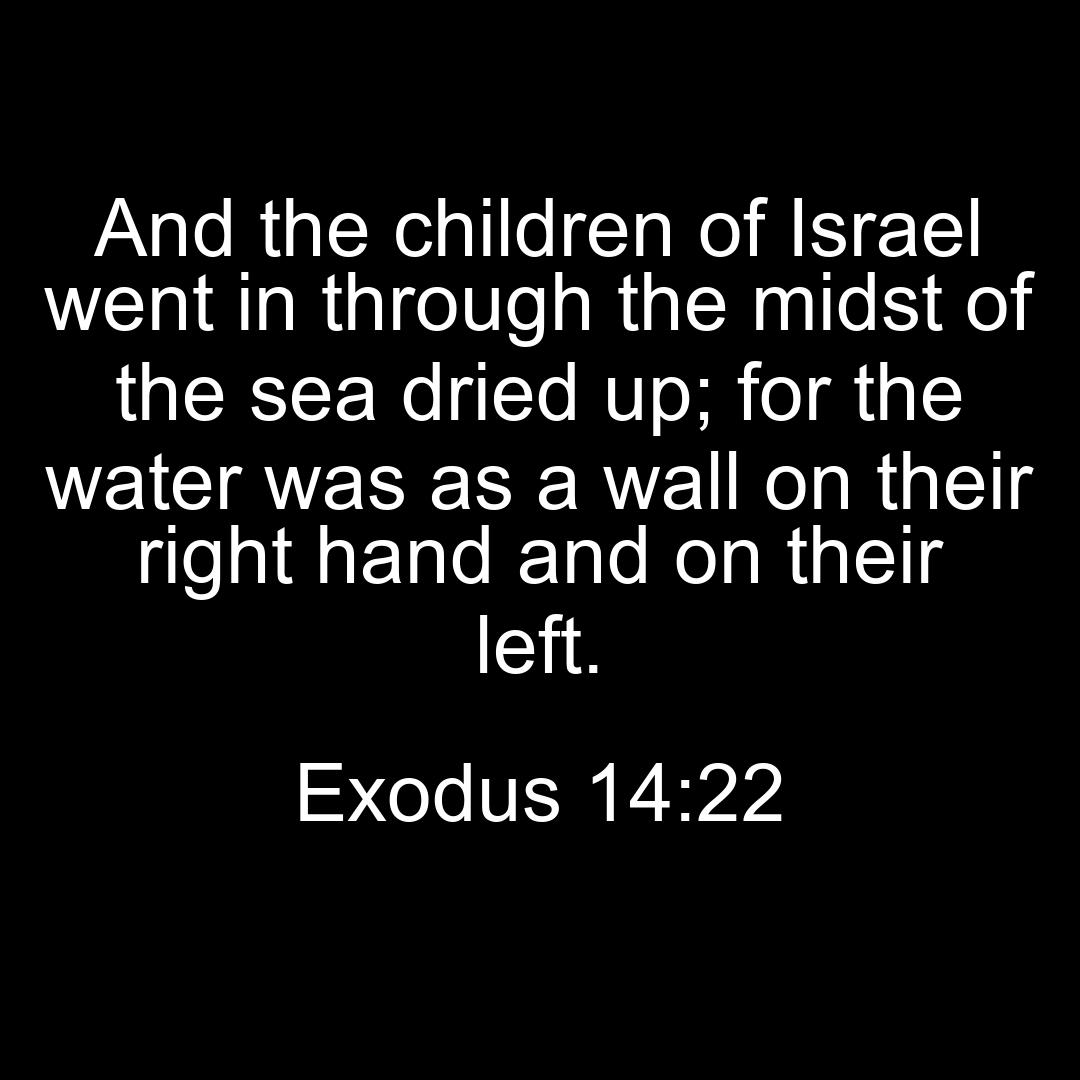 And the children of Israel
went in through the midst of
the sea dried up; for the
water was as a wall on their
right hand and on their
left.
Exodus 14:22